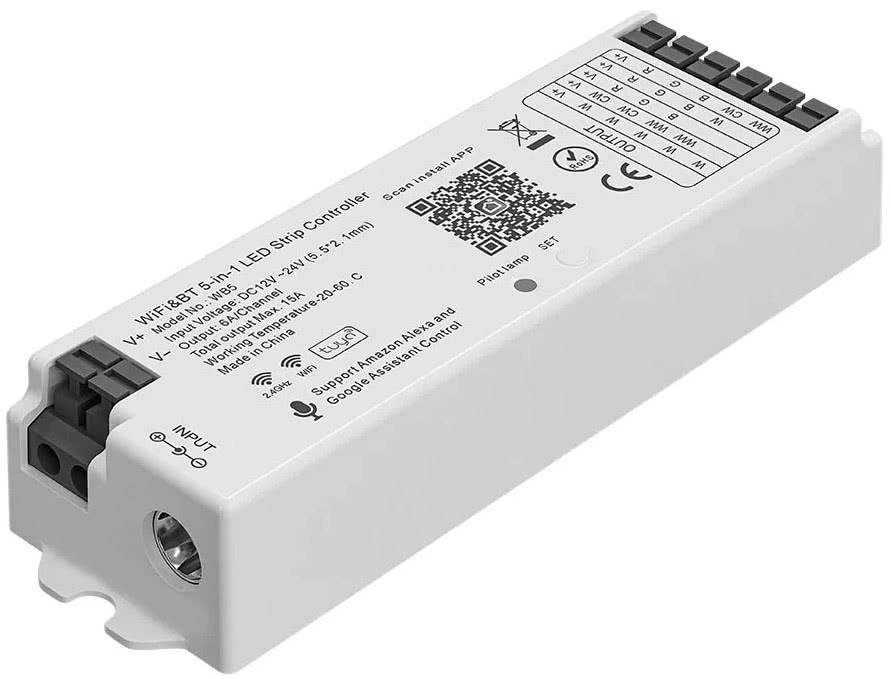 V+
V-
WiFi&BT 5-in-1 LED Strip Controller
Model No.: WB5
Input Voltage: DC12V ~24V (5.5*2.1mm)
Output: 6A/Channel
Total output Max. 15A
Working Temperature-20-60.C
Made in China
2.4GHz
WiFi
tuya
Support Amazon Alexa and
Google Assistant Control
INPUT
Scan install APP
Pilot lamp
SET
RoHS
CE
V+ R G B CW WW
V+ R G B W
V+ R G B
V+ CW CW WW WW
V+ W W W W W
OUTPUT